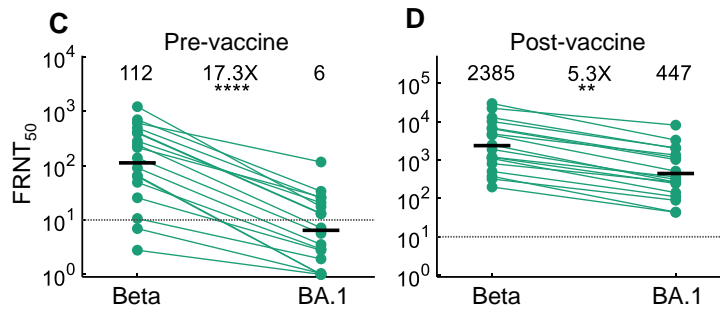 C
Pre-vaccine
112 17.3X 6
****
FRNT50
10^4
10^3
10^2
10^1
10^0
Beta BA.1
D
Post-vaccine
2385 5.3X 447
**
10^5
10^4
10^3
10^2
10^1
10^0
Beta BA.1